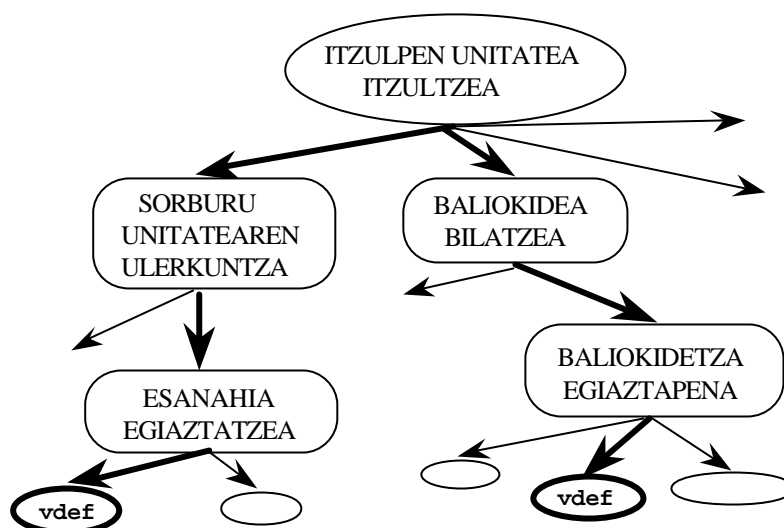 ITZULPEN UNITATEA
ITZULTZEA
SORBURU
UNITATEAREN
ULERKUNTZA
BALIOKIDEA
BILATZEA
BALIOKIDETZA
EGIAZTAPENA
ESANAHIA
EGIAZTATZEA
vdef
vdef